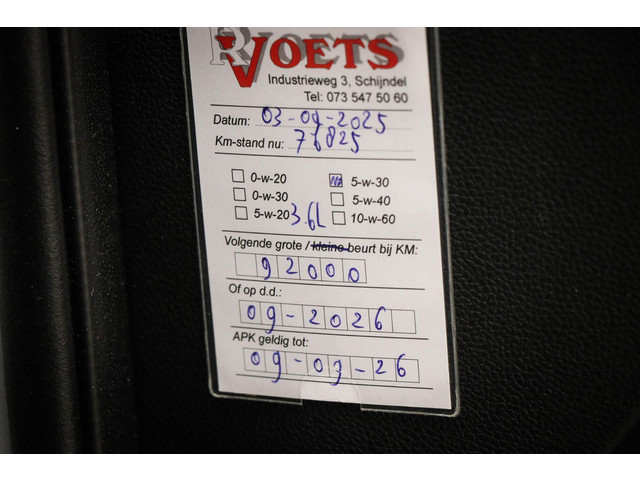 RVOETS
Industrieweg 3, Schijndel
Tel: 073 547 50 60
Datum: 03-09-2025
Km-stand nu: 76825
0-w-20 5-w-30
0-w-30 5-w-40
5-w-20 3.6L 10-w-60
Volgende grote / kleine beurt bij KM:
92000
Of op d.d.:
09-2026
APK geldig tot:
09-03-26